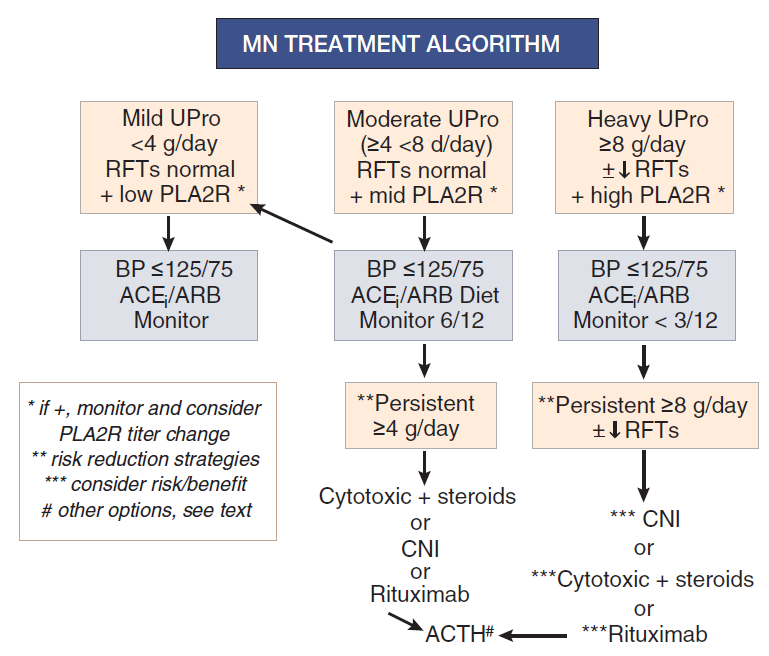 MN TREATMENT ALGORITHM
Mild UPro
<4 g/day
RFTs normal
+ low PLA2R *
Moderate UPro
(≥4 <8 d/day)
RFTs normal
+ mid PLA2R *
Heavy UPro
≥8 g/day
±↓RFTs
+ high PLA2R *
BP ≤125/75
ACEi/ARB
Monitor
BP ≤125/75
ACEi/ARB Diet
Monitor 6/12
BP ≤125/75
ACEi/ARB
Monitor < 3/12
* if +, monitor and consider
PLA2R titer change
** risk reduction strategies
*** consider risk/benefit
# other options, see text
**Persistent
≥4 g/day
**Persistent ≥8 g/day
±↓RFTs
Cytotoxic + steroids
or
CNI
or
Rituximab
*** CNI
or
***Cytotoxic + steroids
or
***Rituximab
ACTH#